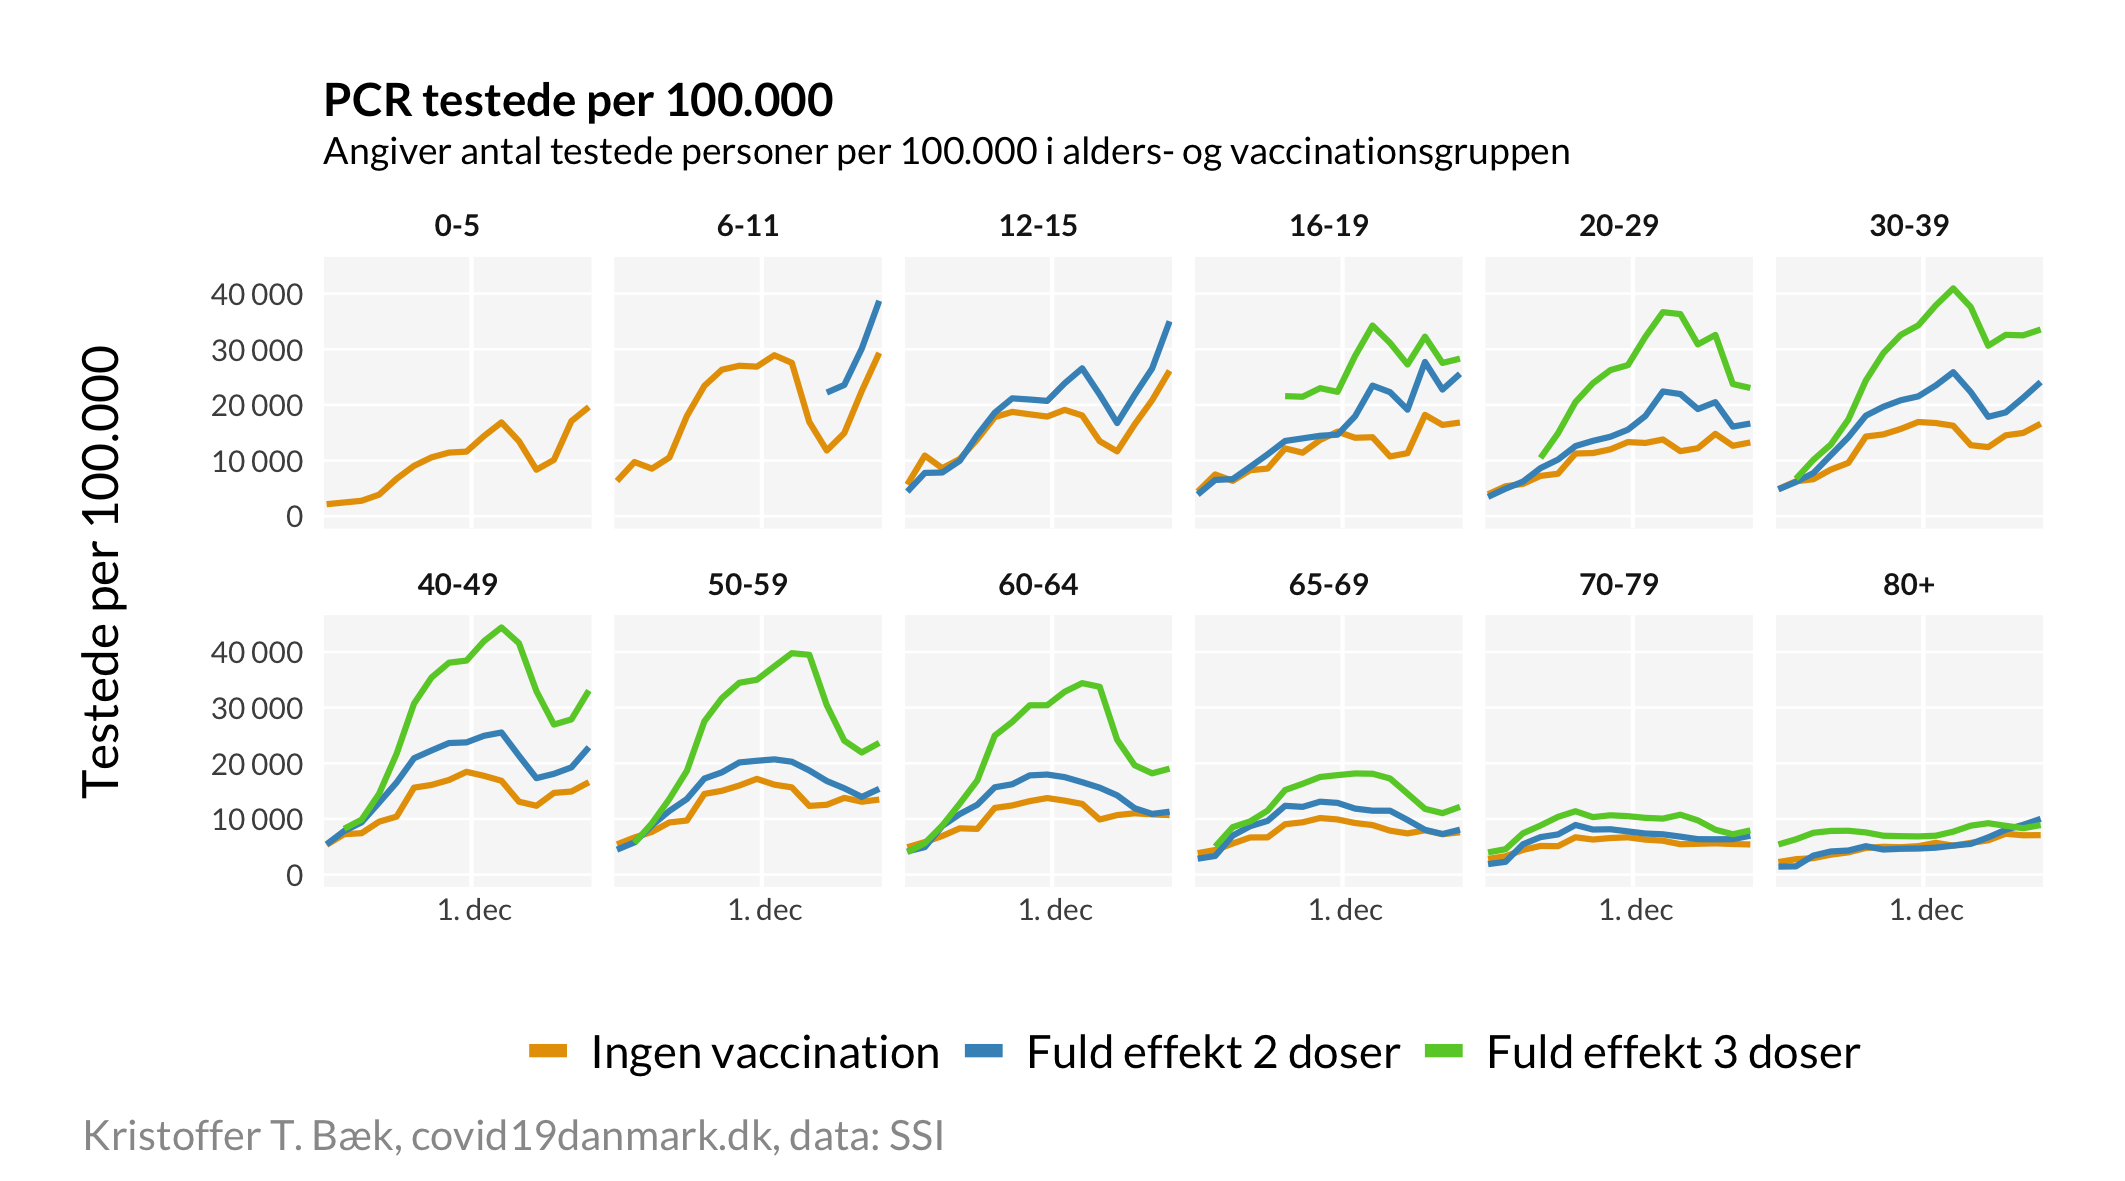 PCR testede per 100.000
Angiver antal testede personer per 100.000 i alders- og vaccinationsgruppen
0-5 6-11 12-15 16-19 20-29 30-39
40 000
30 000
20 000
10 000
0
Testede per 100.000
40-49 50-59 60-64 65-69 70-79 80+
40 000
30 000
20 000
10 000
0
1. dec 1. dec 1. dec 1. dec 1. dec 1. dec
Ingen vaccination Fuld effekt 2 doser Fuld effekt 3 doser
Kristoffer T. Bæk, covid19danmark.dk, data: SSI